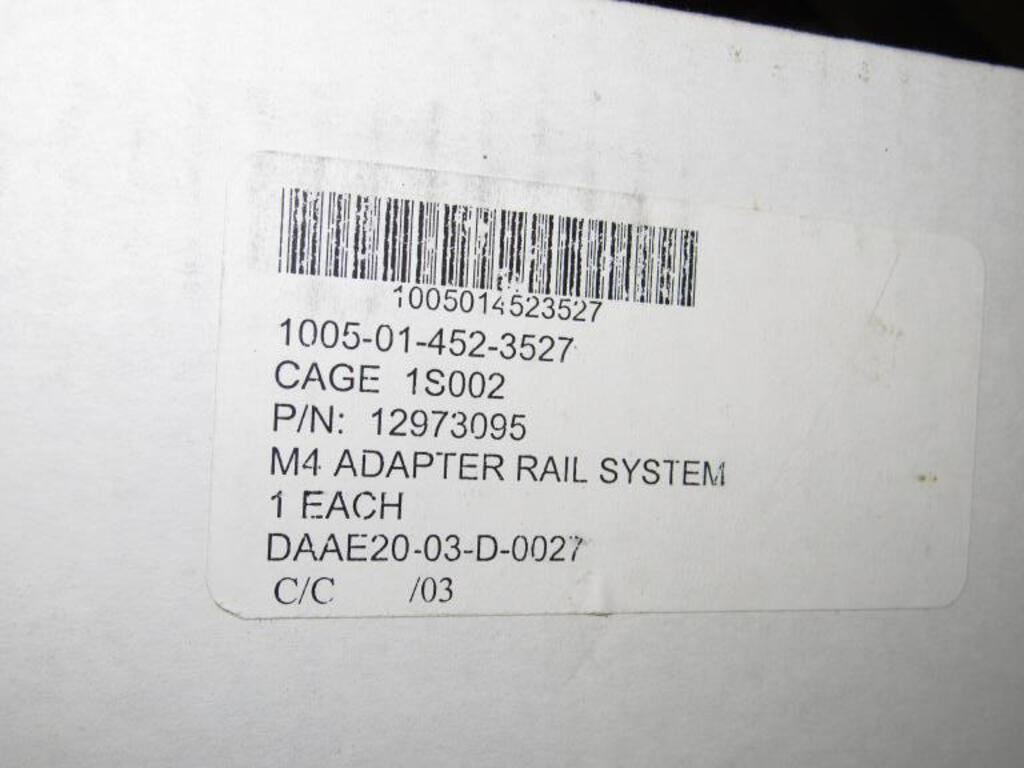 1005014523527
1005-01-452-3527
CAGE 1S002
P/N: 12973095
M4 ADAPTER RAIL SYSTEM
1 EACH
DAAE20-03-D-0027
C/C /03